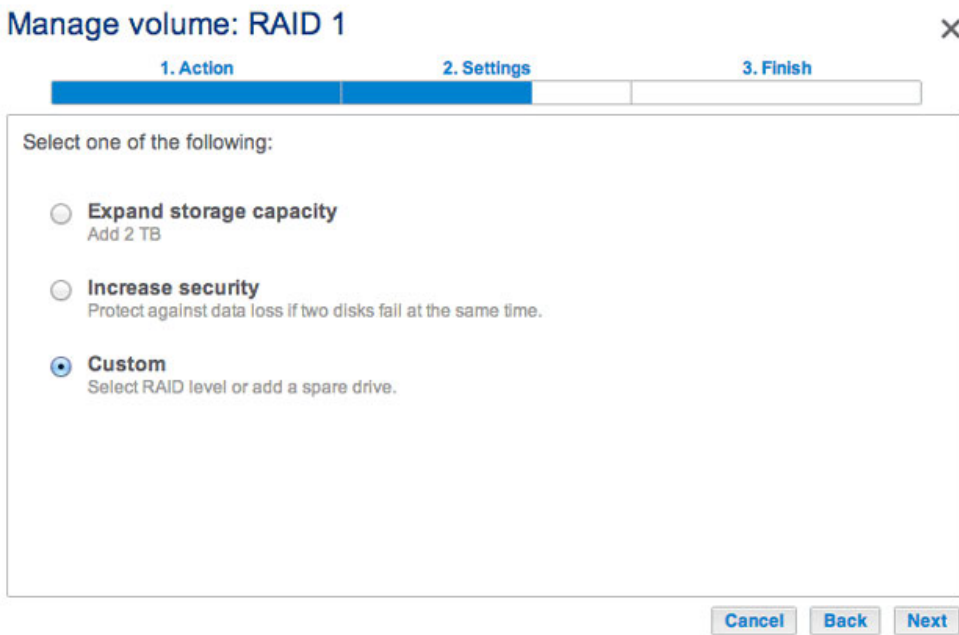 Manage volume: RAID 1
1. Action 2. Settings 3. Finish
Select one of the following:
Expand storage capacity
Add 2 TB
Increase security
Protect against data loss if two disks fail at the same time.
Custom
Select RAID level or add a spare drive.
Cancel Back Next